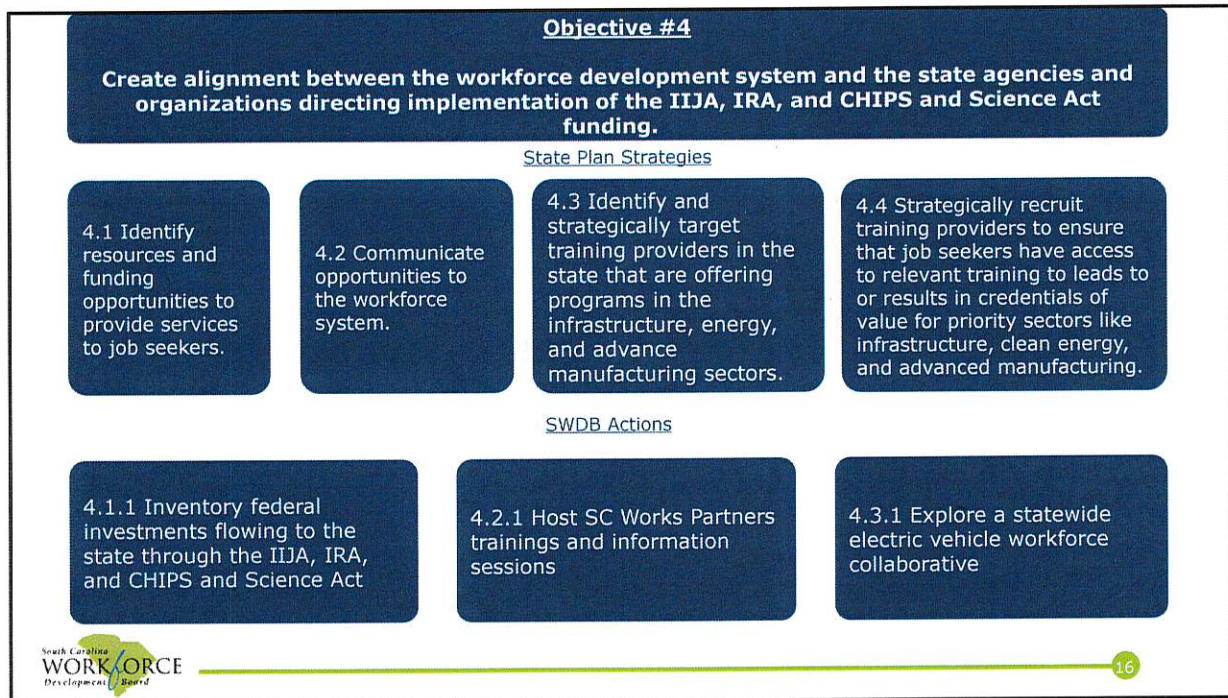 Objective #4
Create alignment between the workforce development system and the state agencies and
organizations directing implementation of the IIJA, IRA, and CHIPS and Science Act
funding.
State Plan Strategies
4.1 Identify
resources and
funding
opportunities to
provide services
to job seekers.
4.2 Communicate
opportunities to
the workforce
system.
4.3 Identify and
strategically target
training providers in the
state that are offering
programs in the
infrastructure, energy,
and advance
manufacturing sectors.
4.4 Strategically recruit
training providers to ensure
that job seekers have access
to relevant training to leads to
or results in credentials of
value for priority sectors like
infrastructure, clean energy,
and advanced manufacturing.
SWDB Actions
4.1.1 Inventory federal
investments flowing to the
state through the IIJA, IRA,
and CHIPS and Science Act
4.2.1 Host SC Works Partners
trainings and information
sessions
4.3.1 Explore a statewide
electric vehicle workforce
collaborative
South Carolina
WORKFORCE
Development Board
16